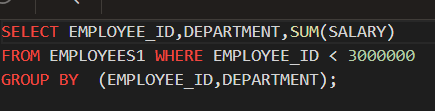 SELECT EMPLOYEE_ID,DEPARTMENT,SUM(SALARY)
FROM EMPLOYEES1 WHERE EMPLOYEE_ID < 3000000
GROUP BY  (EMPLOYEE_ID,DEPARTMENT);